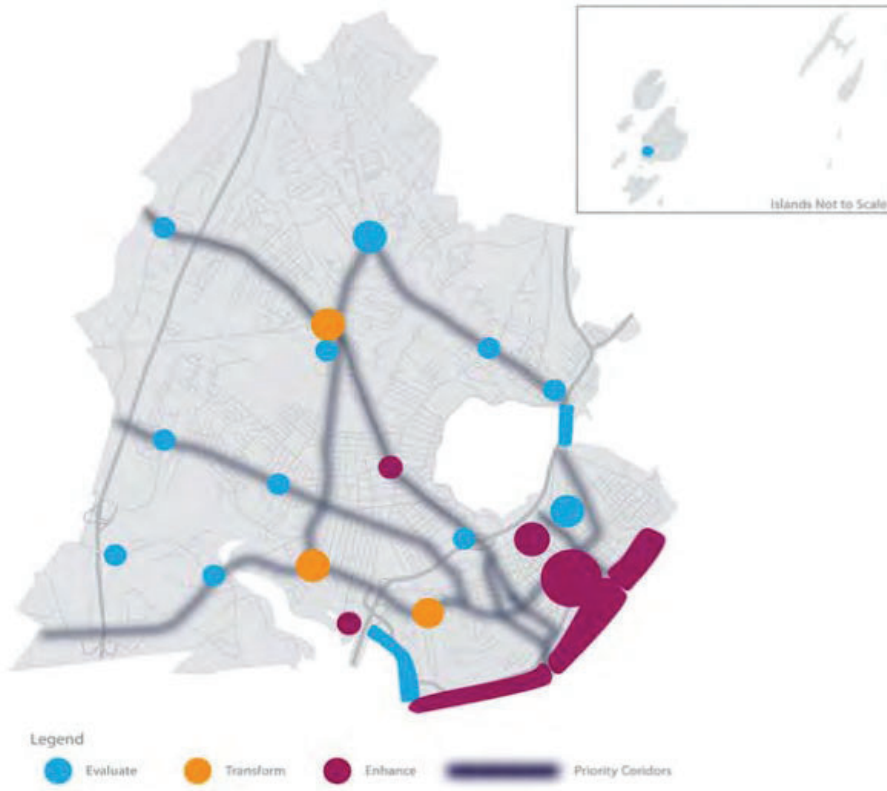 Islands Not to Scale
Legend
Evaluate
Transform
Enhance
Priority Coridors